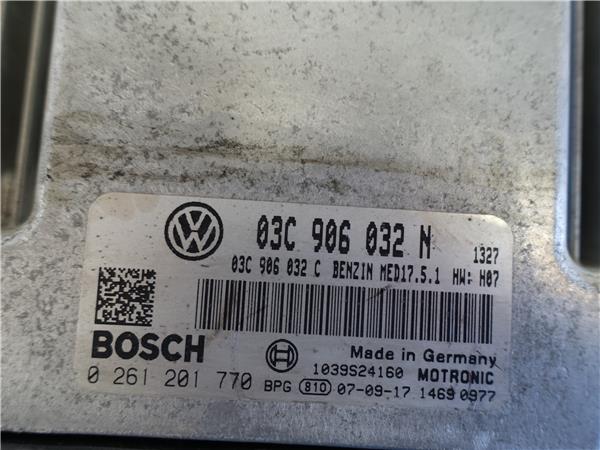 03C 906 032 N 1327
03C 906 032 C BENZIN MED17.5.1 HW: H07
BOSCH
Made in Germany
1039S24160 MOTRONIC
0 261 201 770 BPG 810 07-09-17 1469 0977